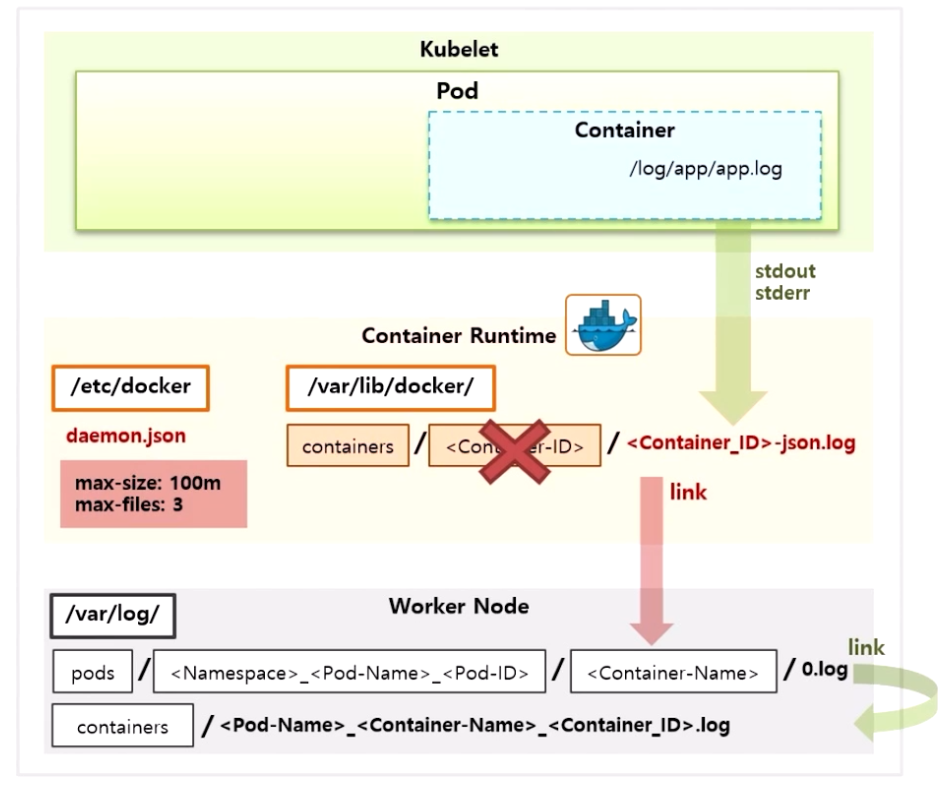 Kubelet
Pod
Container
/log/app/app.log
stdout
stderr
Container Runtime
/etc/docker
/var/lib/docker/
daemon.json
containers / <Cont er-ID> / <Container_ID>-json.log
max-size: 100m
max-files: 3
link
/var/log/
Worker Node
link
pods / <Namespace>_<Pod-Name>_<Pod-ID> / <Container-Name> / 0.log
containers / <Pod-Name>_<Container-Name>_<Container_ID>.log